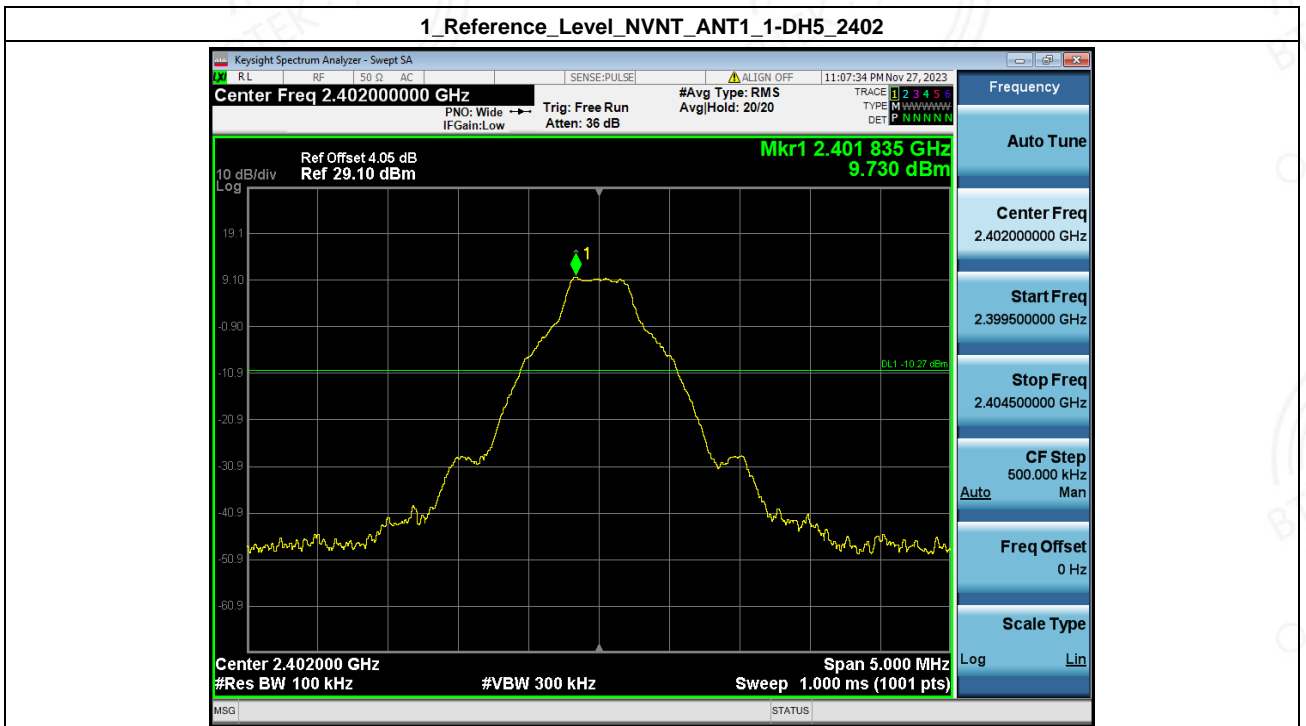 1_Reference_Level_NVNT_ANT1_1-DH5_2402
Keysight Spectrum Analyzer - Swept SA
LXI RL RF 50 Ω AC SENSE:PULSE ALIGN OFF 11:07:34 PM Nov 27, 2023
Center Freq 2.402000000 GHz
PNO: Wide
IFGain:Low
Trig: Free Run
Atten: 36 dB
#Avg Type: RMS
Avg|Hold: 20/20
TRACE 1 2 3 4 5 6
TYPE M WWWWW
DET P N N N N N
Mkr1 2.401 835 GHz
9.730 dBm
Ref Offset 4.05 dB
10 dB/div Ref 29.10 dBm
Log
1
19.1
9.10
-0.90
-10.9
-20.9
-30.9
-40.9
-50.9
-60.9
DL1 -10.27 dBm
Center 2.402000 GHz Span 5.000 MHz
#Res BW 100 kHz #VBW 300 kHz Sweep 1.000 ms (1001 pts)
MSG STATUS
Frequency
Auto Tune
Center Freq
2.402000000 GHz
Start Freq
2.399500000 GHz
Stop Freq
2.404500000 GHz
CF Step
500.000 kHz
Auto Man
Freq Offset
0 Hz
Scale Type
Log Lin